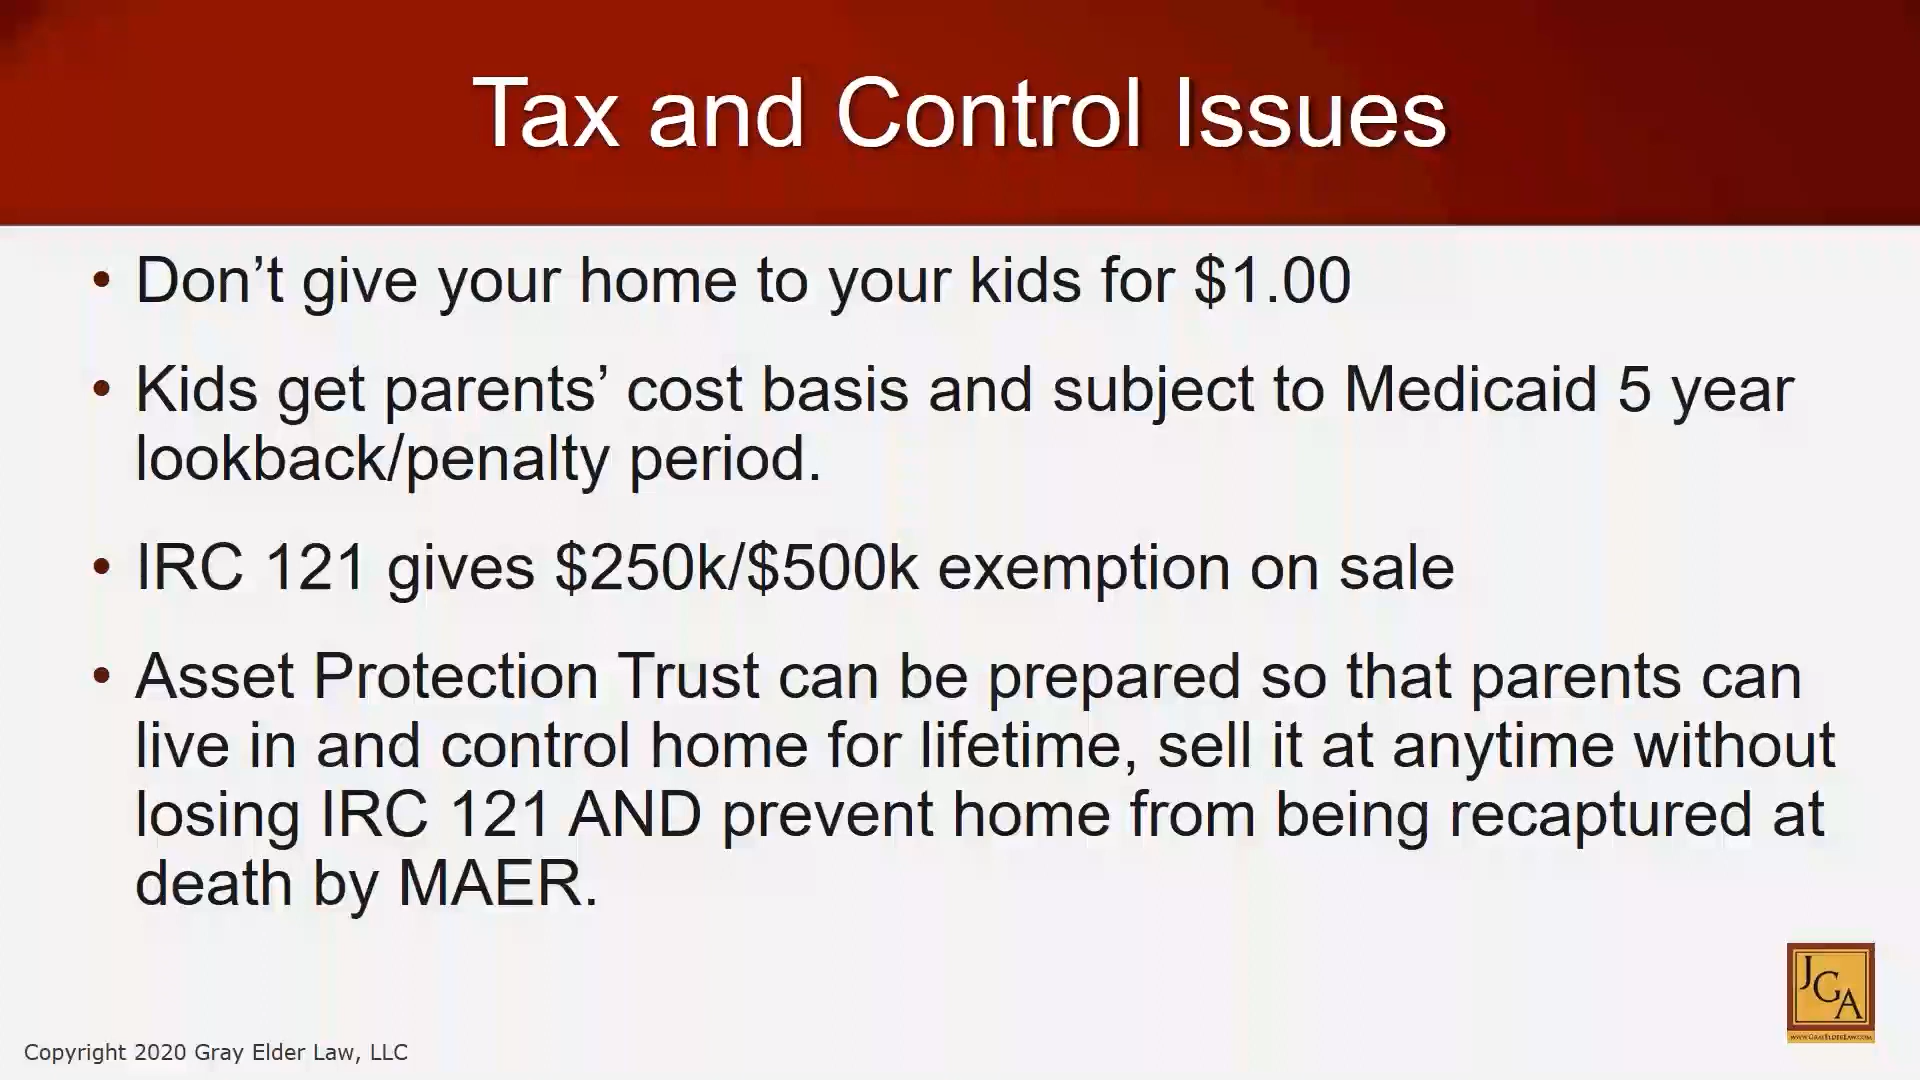 Tax and Control Issues
• Don’t give your home to your kids for $1.00
• Kids get parents’ cost basis and subject to Medicaid 5 year
lookback/penalty period.
• IRC 121 gives $250k/$500k exemption on sale
• Asset Protection Trust can be prepared so that parents can
live in and control home for lifetime, sell it at anytime without
losing IRC 121 AND prevent home from being recaptured at
death by MAER.
JGA
www.GrayElderLaw.com
Copyright 2020 Gray Elder Law, LLC